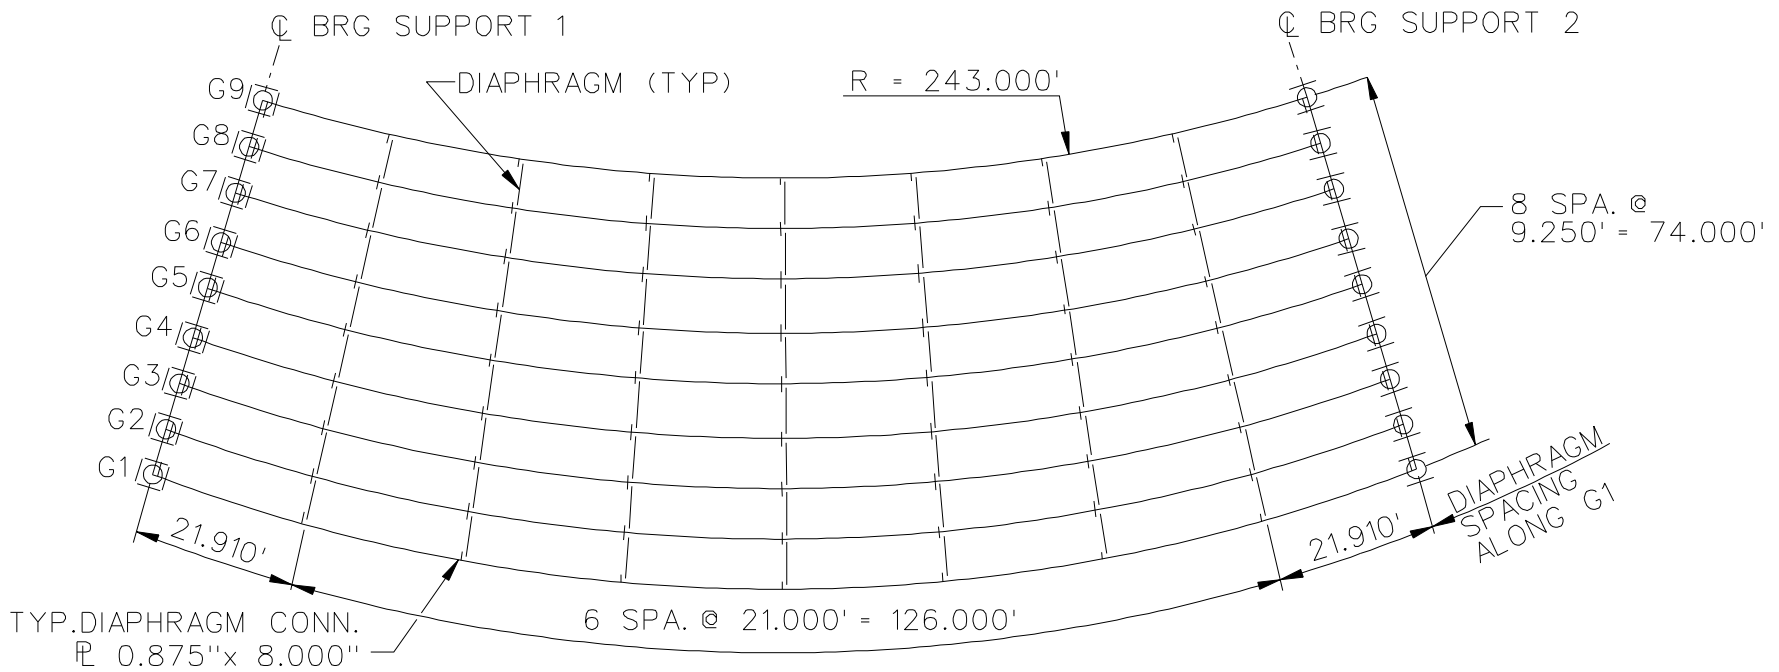 ℄ BRG SUPPORT 1
℄ BRG SUPPORT 2
DIAPHRAGM (TYP)
R = 243.000'
G9
G8
G7
G6
G5
G4
G3
G2
G1
8 SPA. @
9.250' = 74.000'
DIAPHRAGM
SPACING
ALONG G1
21.910'
21.910'
6 SPA. @ 21.000' = 126.000'
TYP.DIAPHRAGM CONN.
⅊ 0.875"x 8.000"